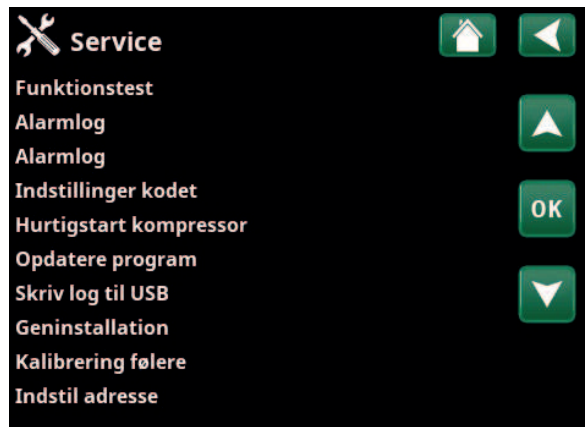 Service
Funktionstest
Alarmlog
Alarmlog
Indstillinger kodet
Hurtigstart kompressor
OK
Opdatere program
Skriv log til USB
Geninstallation
Kalibrering følere
Indstil adresse